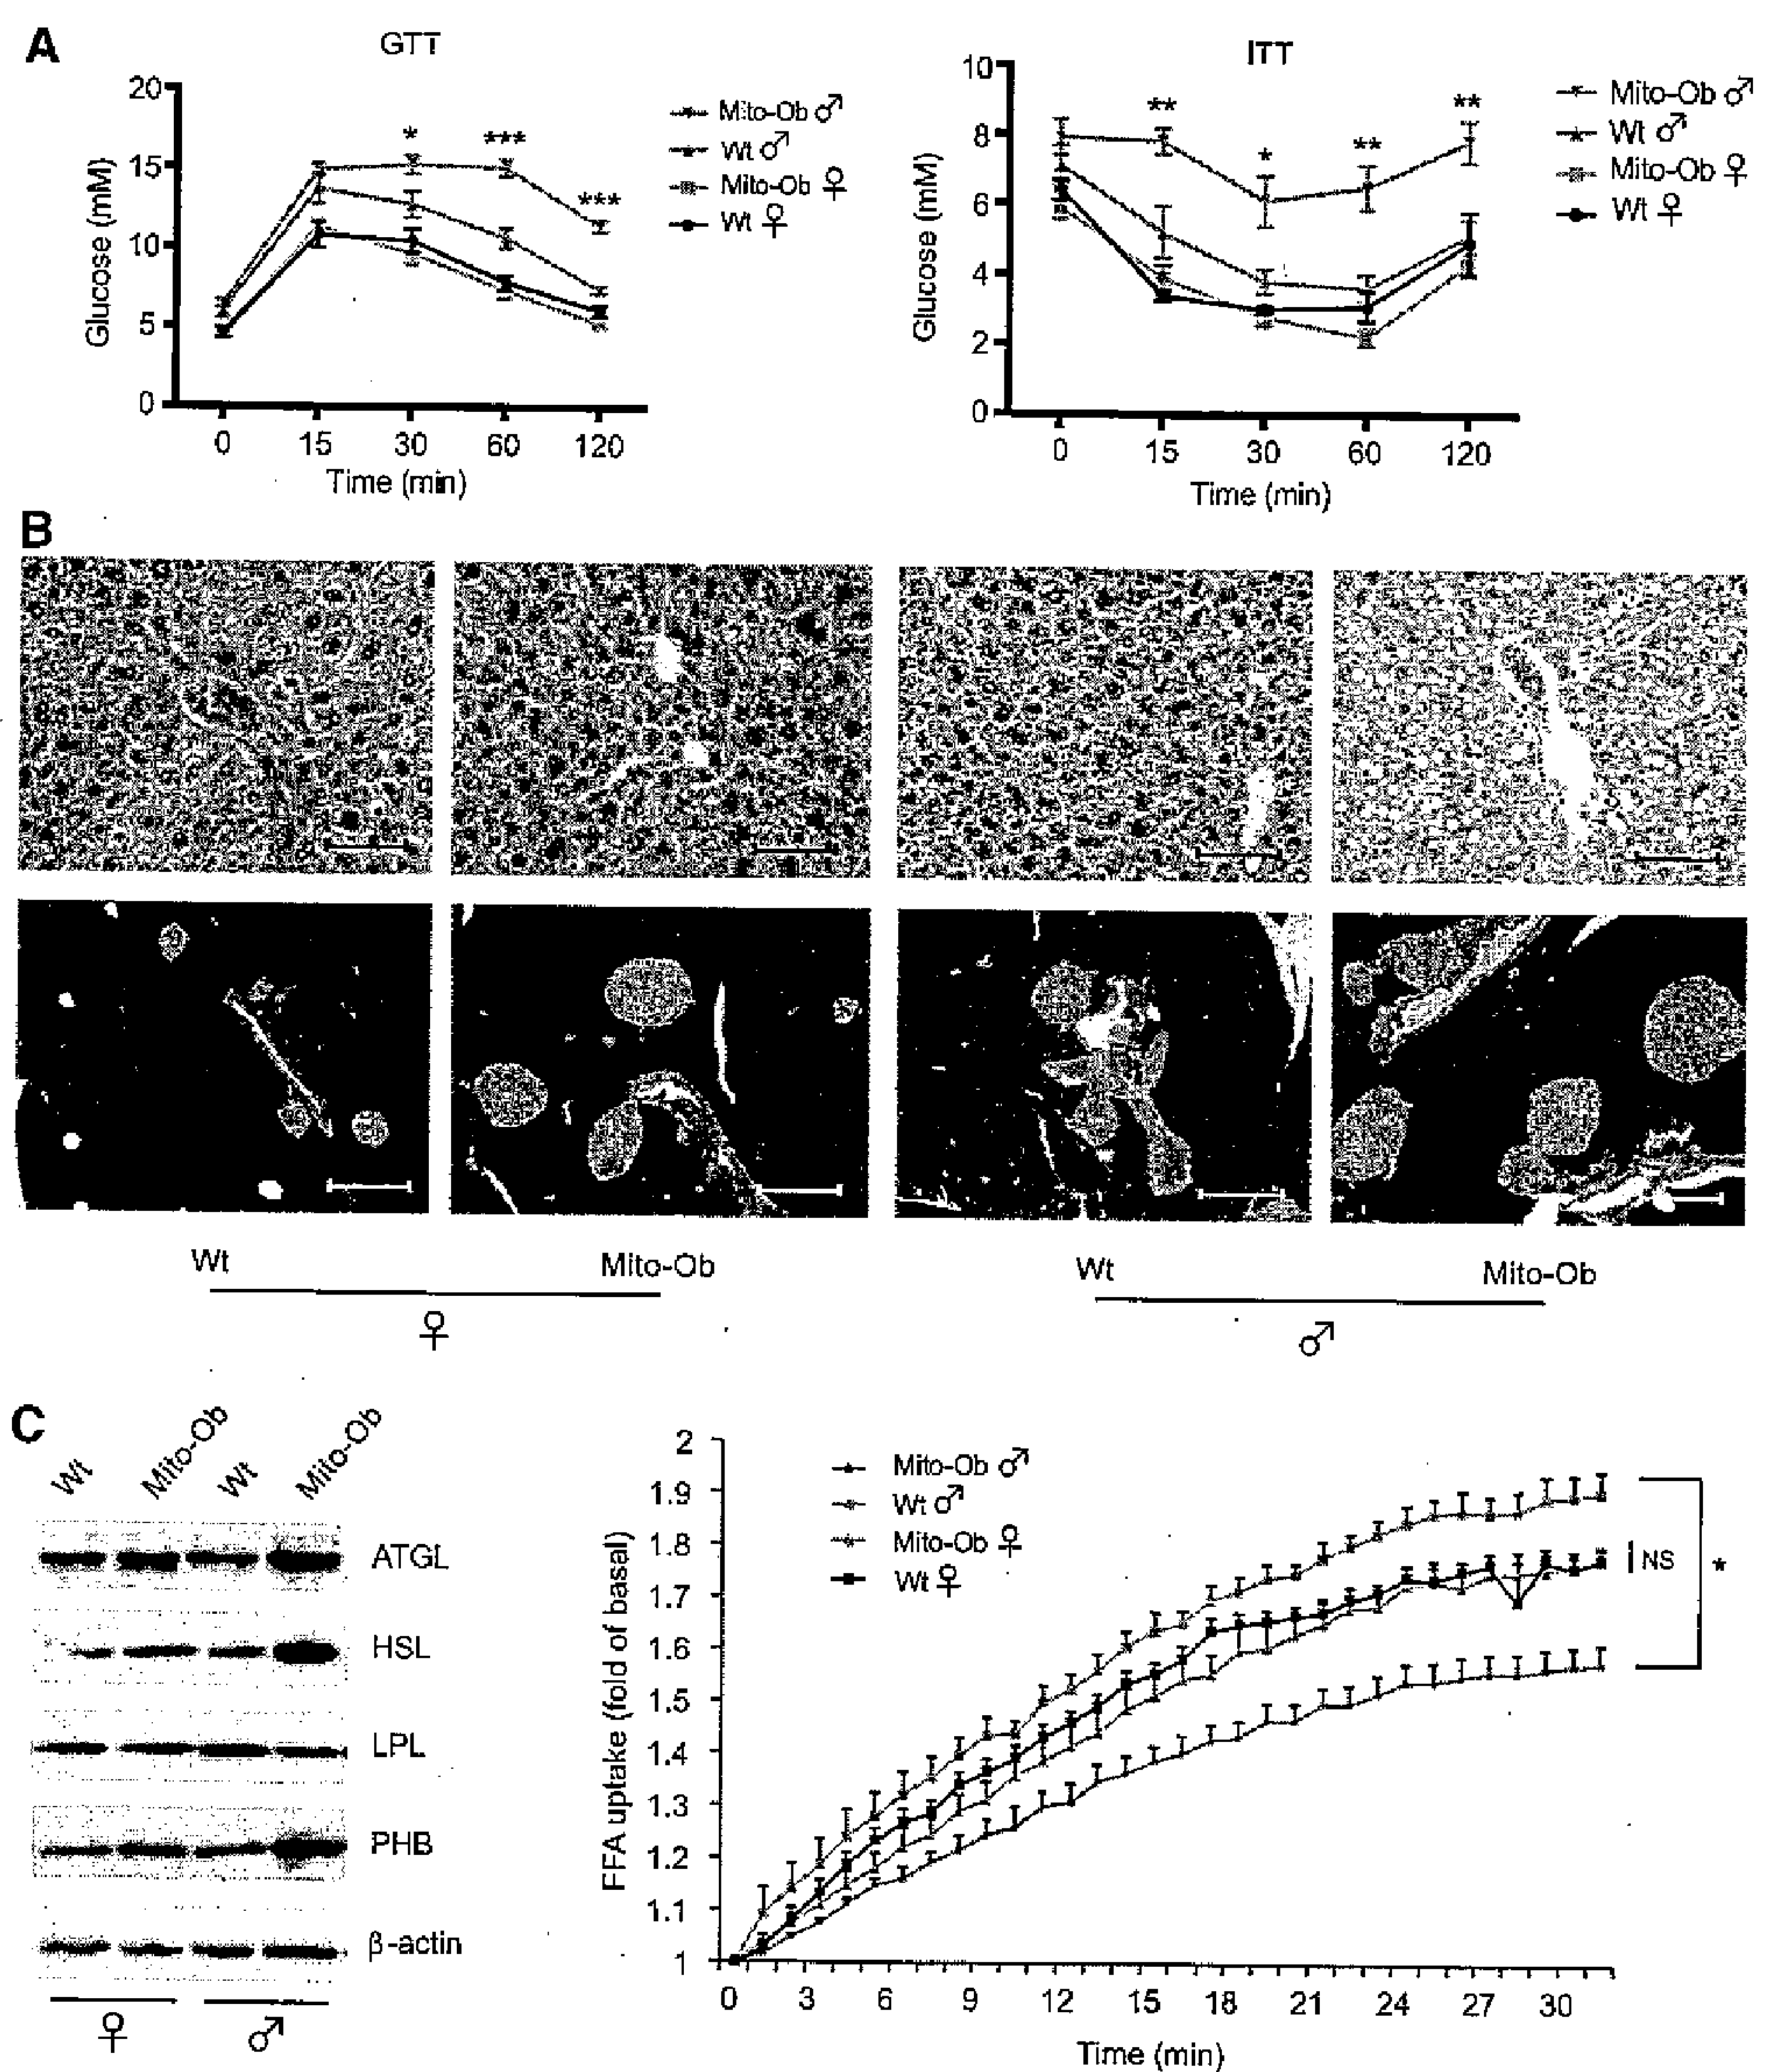 A
GTT
20
15
10
5
0
Glucose (mM)
*
***
***
0 15 30 60 120
Time (min)
Mito-Ob ♂
Wt ♂
Mito-Ob ♀
Wt ♀
ITT
10
8
6
4
2
0
Glucose (mM)
**
*
**
**
0 15 30 60 120
Time (min)
Mito-Ob ♂
Wt ♂
Mito-Ob ♀
Wt ♀
B
Wt Mito-Ob Wt Mito-Ob
♀ ♂
C
Wt Mito-Ob Wt Mito-Ob
ATGL
HSL
LPL
PHB
β-actin
♀ ♂
2
1.9
1.8
1.7
1.6
1.5
1.4
1.3
1.2
1.1
1
FFA uptake (fold of basal)
Mito-Ob ♂
Wt ♂
Mito-Ob ♀
Wt ♀
NS
*
0 3 6 9 12 15 18 21 24 27 30
Time (min)